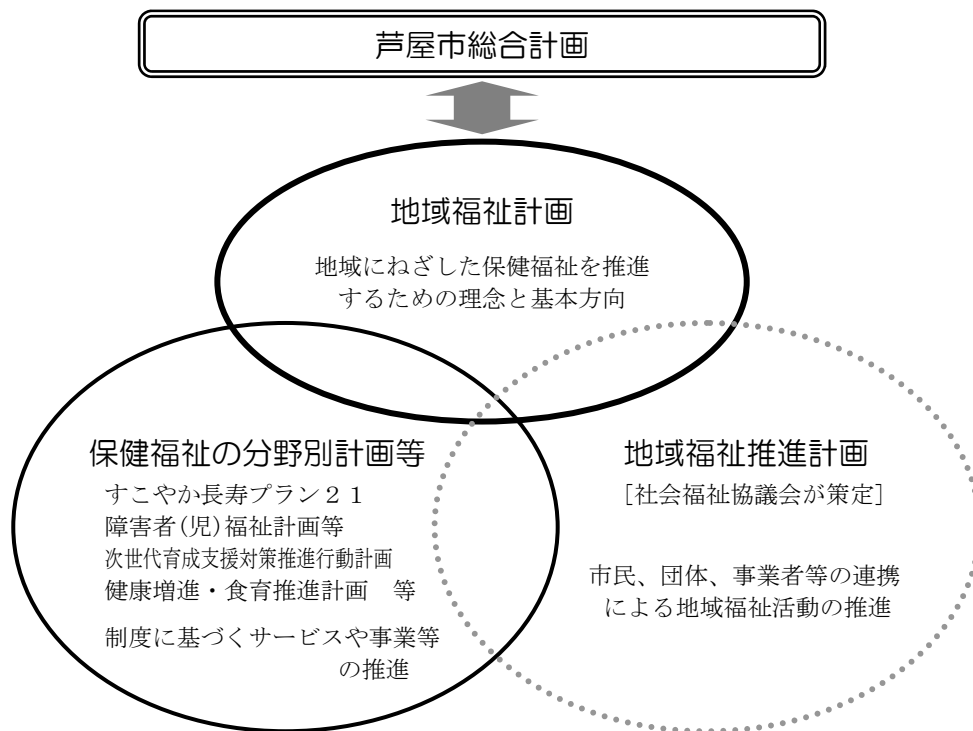 芦屋市総合計画
地域福祉計画
地域にねざした保健福祉を推進
するための理念と基本方向
保健福祉の分野別計画等
すこやか長寿プラン２１
障害者(児)福祉計画等
次世代育成支援対策推進行動計画
健康増進・食育推進計画　等
制度に基づくサービスや事業等
の推進
地域福祉推進計画
[社会福祉協議会が策定]
市民、団体、事業者等の連携
による地域福祉活動の推進